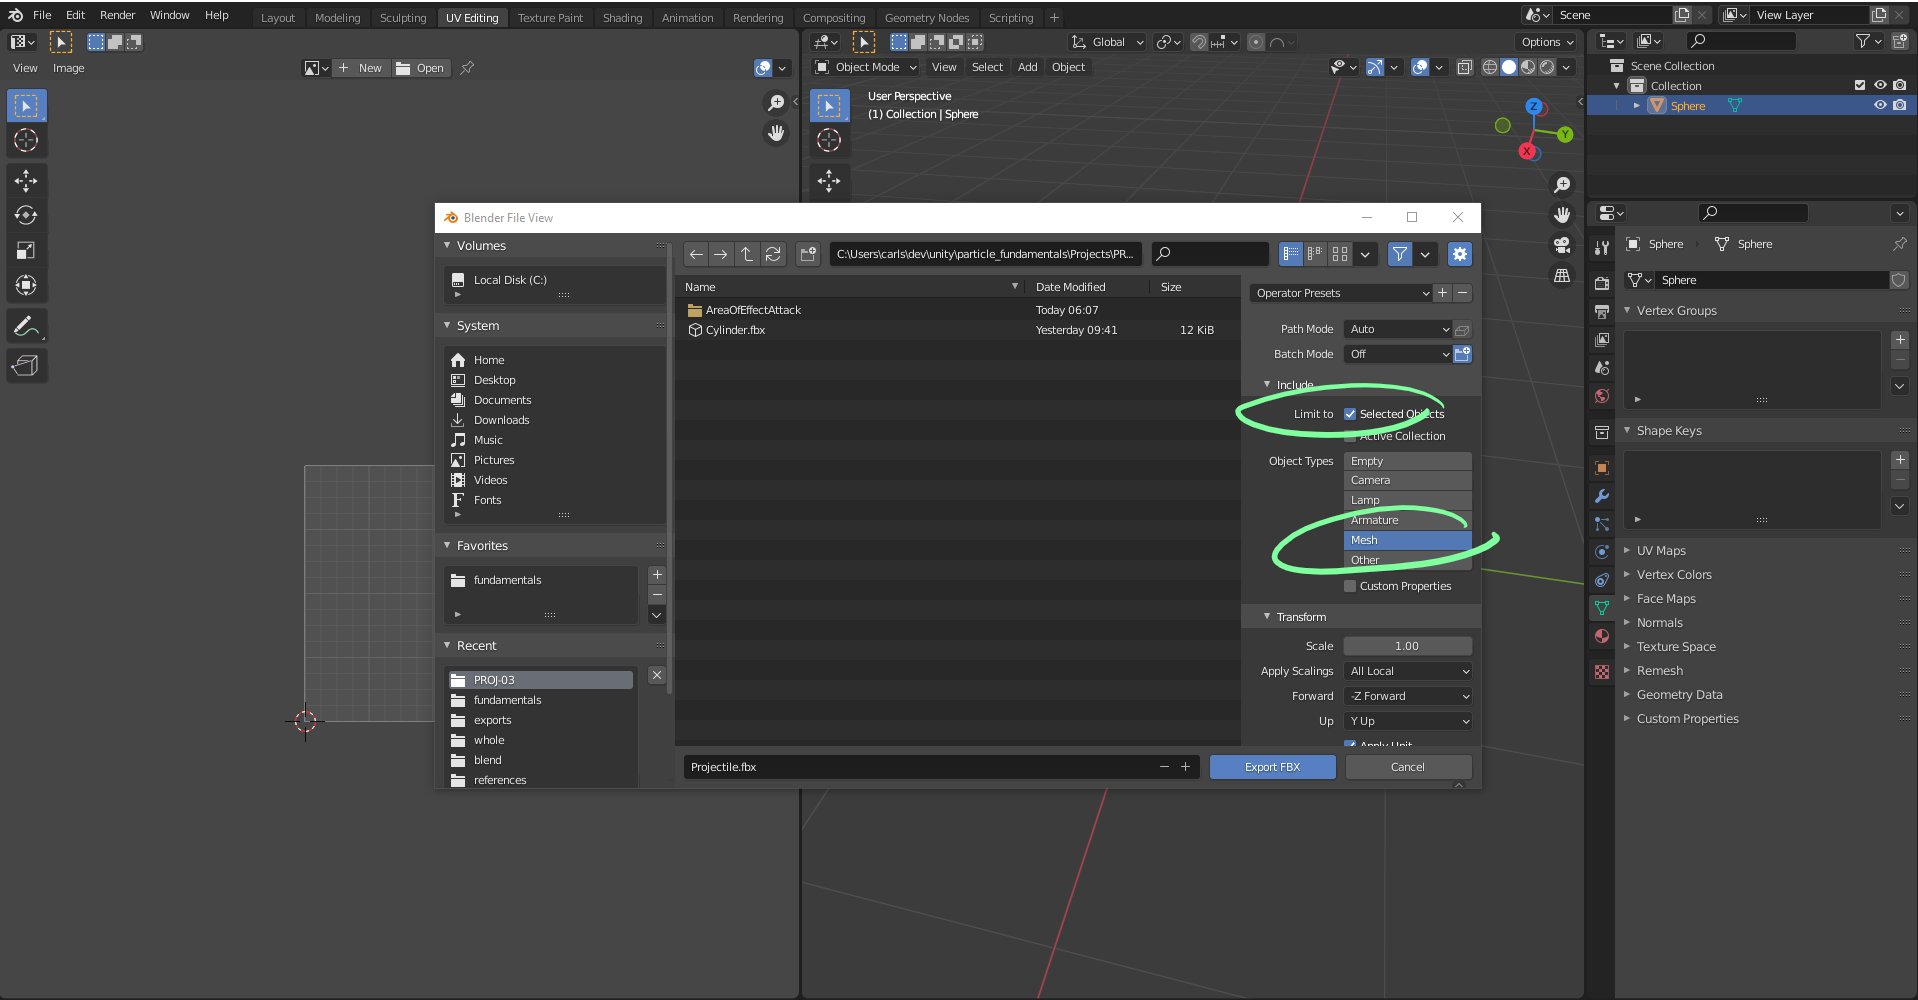 File Edit Render Window Help
Layout Modeling Sculpting UV Editing Texture Paint Shading Animation Rendering Compositing Geometry Nodes Scripting +
Scene View Layer
Global Options
View Image + New Open
Object Mode View Select Add Object
User Perspective
(1) Collection | Sphere
Z
Y
X
Scene Collection
Collection
Sphere
Blender File View
Volumes
Local Disk (C:)
System
Home
Desktop
Documents
Downloads
Music
Pictures
Videos
Fonts
Favorites
fundamentals
Recent
PROJ-03
fundamentals
exports
whole
blend
references
C:\Users\carls\dev\unity\particle_fundamentals\Projects\PR...
Name Date Modified Size
AreaOfEffectAttack Today 06:07
Cylinder.fbx Yesterday 09:41 12 KiB
Projectile.fbx
Operator Presets
Path Mode Auto
Batch Mode Off
Include
Limit to Selected Objects
Active Collection
Object Types Empty
Camera
Lamp
Armature
Mesh
Other
Custom Properties
Transform
Scale 1.00
Apply Scalings All Local
Forward -Z Forward
Up Y Up
Apply Unit
Export FBX Cancel
Sphere Sphere
Sphere
Vertex Groups
Shape Keys
UV Maps
Vertex Colors
Face Maps
Normals
Texture Space
Remesh
Geometry Data
Custom Properties